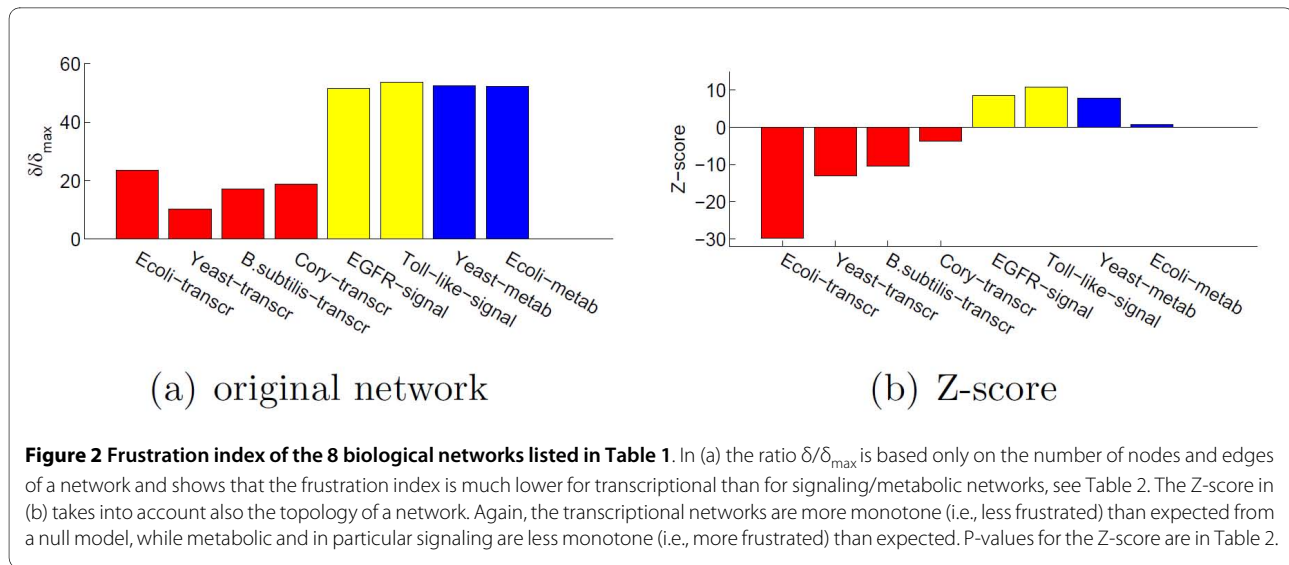 60
40
20
0
δ/δmax
Ecoli−transcr
Yeast−transcr
B.subtilis−transcr
Cory−transcr
EGFR−signal
Toll−like−signal
Yeast−metab
Ecoli−metab
(a) original network
10
0
−10
−20
−30
Z−score
Ecoli−transcr
Yeast−transcr
B.subtilis−transcr
Cory−transcr
EGFR−signal
Toll−like−signal
Yeast−metab
Ecoli−metab
(b) Z-score
Figure 2 Frustration index of the 8 biological networks listed in Table 1. In (a) the ratio δ/δmax is based only on the number of nodes and edges
of a network and shows that the frustration index is much lower for transcriptional than for signaling/metabolic networks, see Table 2. The Z-score in
(b) takes into account also the topology of a network. Again, the transcriptional networks are more monotone (i.e., less frustrated) than expected from
a null model, while metabolic and in particular signaling are less monotone (i.e., more frustrated) than expected. P-values for the Z-score are in Table 2.